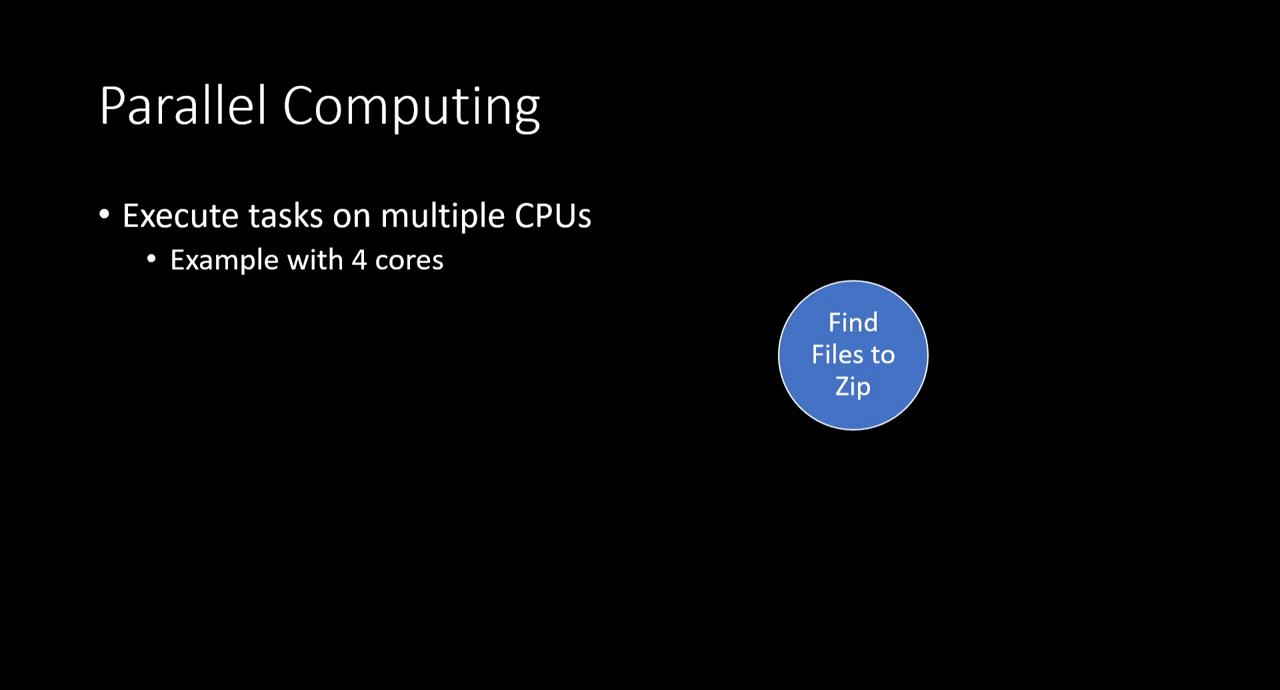 Parallel Computing
• Execute tasks on multiple CPUs
• Example with 4 cores
Find
Files to
Zip